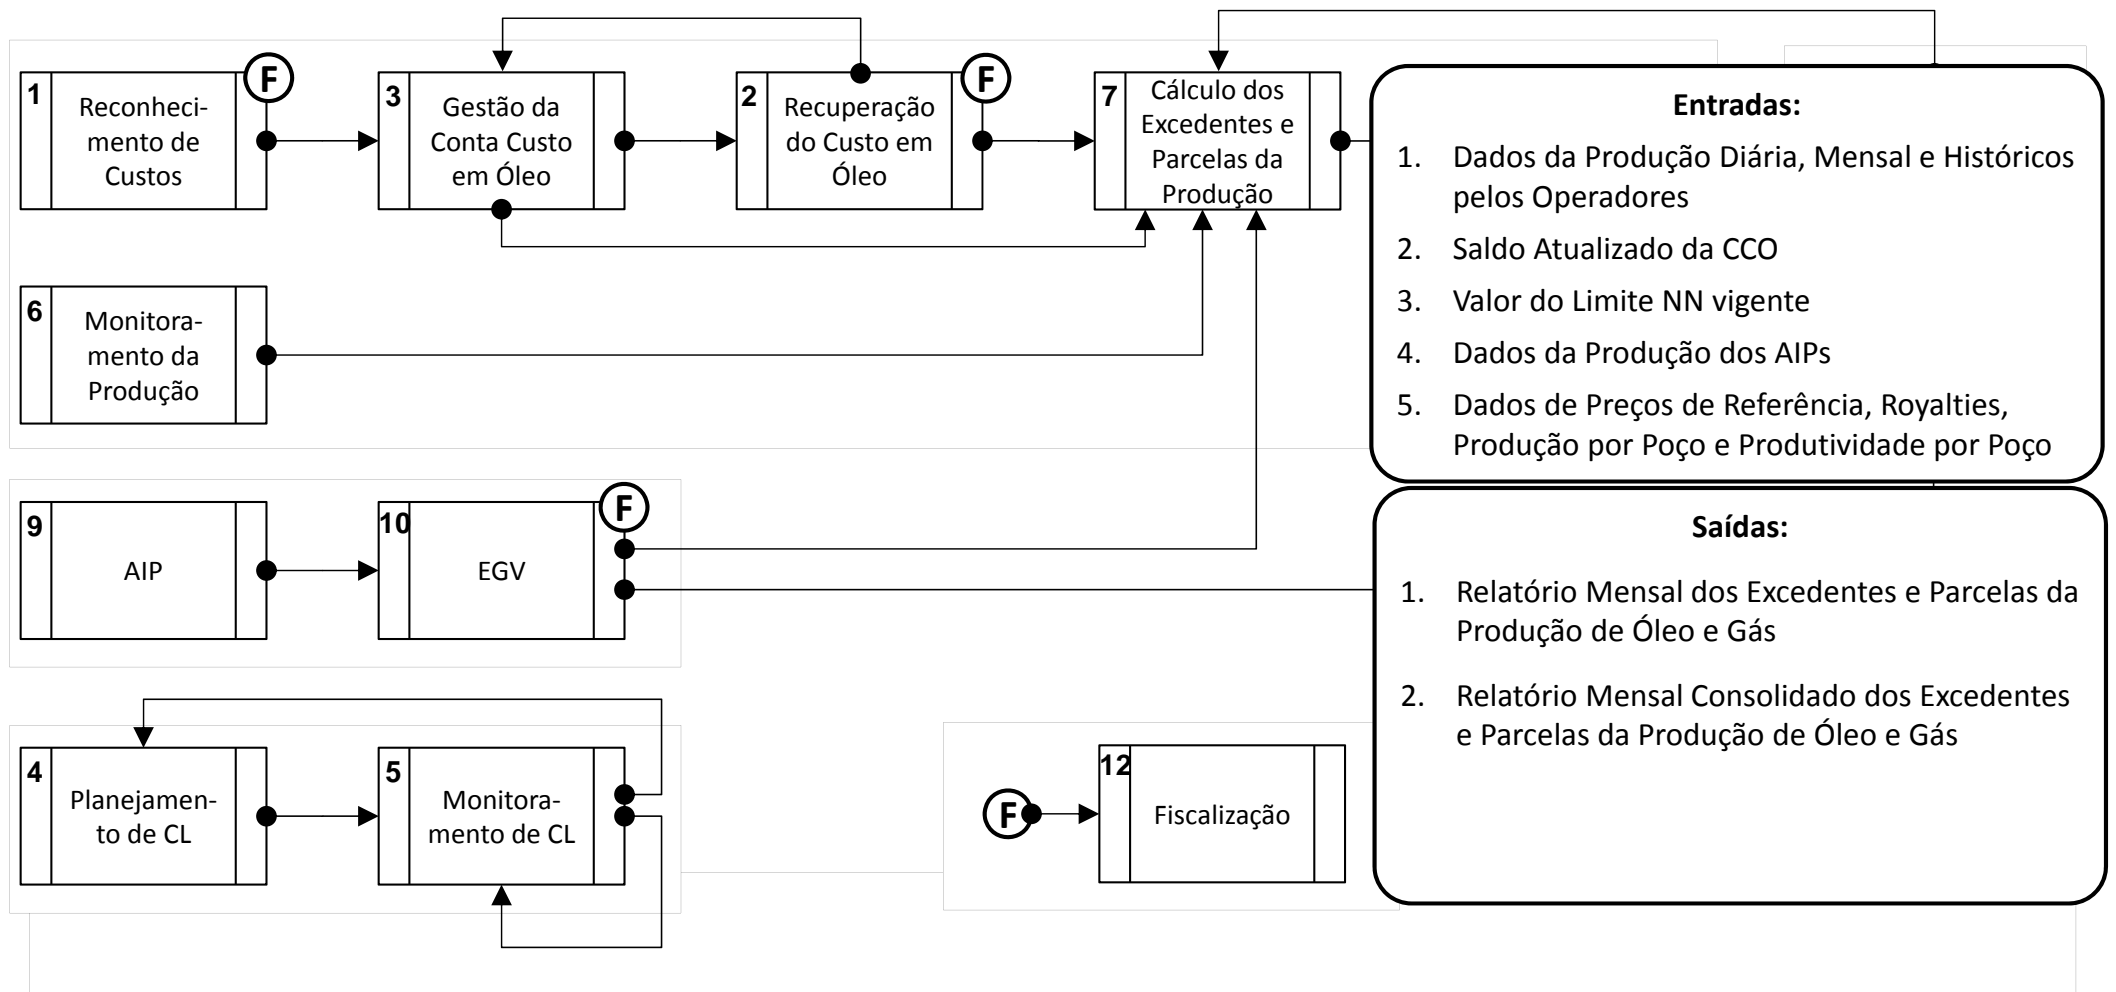 1
Reconheci-
mento de
Custos
F
3
Gestão da
Conta Custo
em Óleo
2
Recuperação
do Custo em
Óleo
F
7
Cálculo dos
Excedentes e
Parcelas da
Produção
6
Monitora-
mento da
Produção
9
AIP
10
EGV
F
4
Planejamen-
to de CL
5
Monitora-
mento de CL
F
12
Fiscalização
Entradas:
1. Dados da Produção Diária, Mensal e Históricos
pelos Operadores
2. Saldo Atualizado da CCO
3. Valor do Limite NN vigente
4. Dados da Produção dos AIPs
5. Dados de Preços de Referência, Royalties,
Produção por Poço e Produtividade por Poço
Saídas:
1. Relatório Mensal dos Excedentes e Parcelas da
Produção de Óleo e Gás
2. Relatório Mensal Consolidado dos Excedentes
e Parcelas da Produção de Óleo e Gás